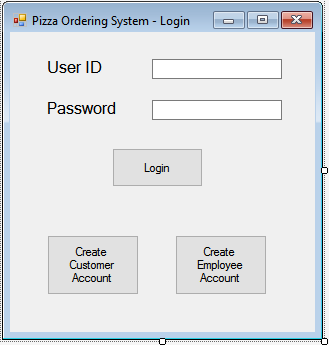 Pizza Ordering System - Login
User ID
Password
Login
Create
Customer
Account
Create
Employee
Account